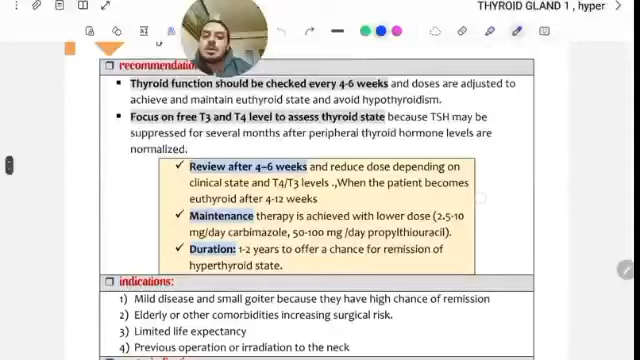 THYROID GLAND 1 , hyper
recommendation
Thyroid function should be checked every 4-6 weeks and doses are adjusted to
achieve and maintain euthyroid state and avoid hypothyroidism.
Focus on free T3 and T4 level to assess thyroid state because TSH may be
suppressed for several months after peripheral thyroid hormone levels are
normalized.
Review after 4–6 weeks and reduce dose depending on
clinical state and T4/T3 levels .,When the patient becomes
euthyroid after 4-12 weeks
Maintenance therapy is achieved with lower dose (2.5-10
mg/day carbimazole, 50-100 mg /day propylthiouracil).
Duration: 1-2 years to offer a chance for remission of
hyperthyroid state.
indications:
1) Mild disease and small goiter because they have high chance of remission
2) Elderly or other comorbidities increasing surgical risk.
3) Limited life expectancy
4) Previous operation or irradiation to the neck